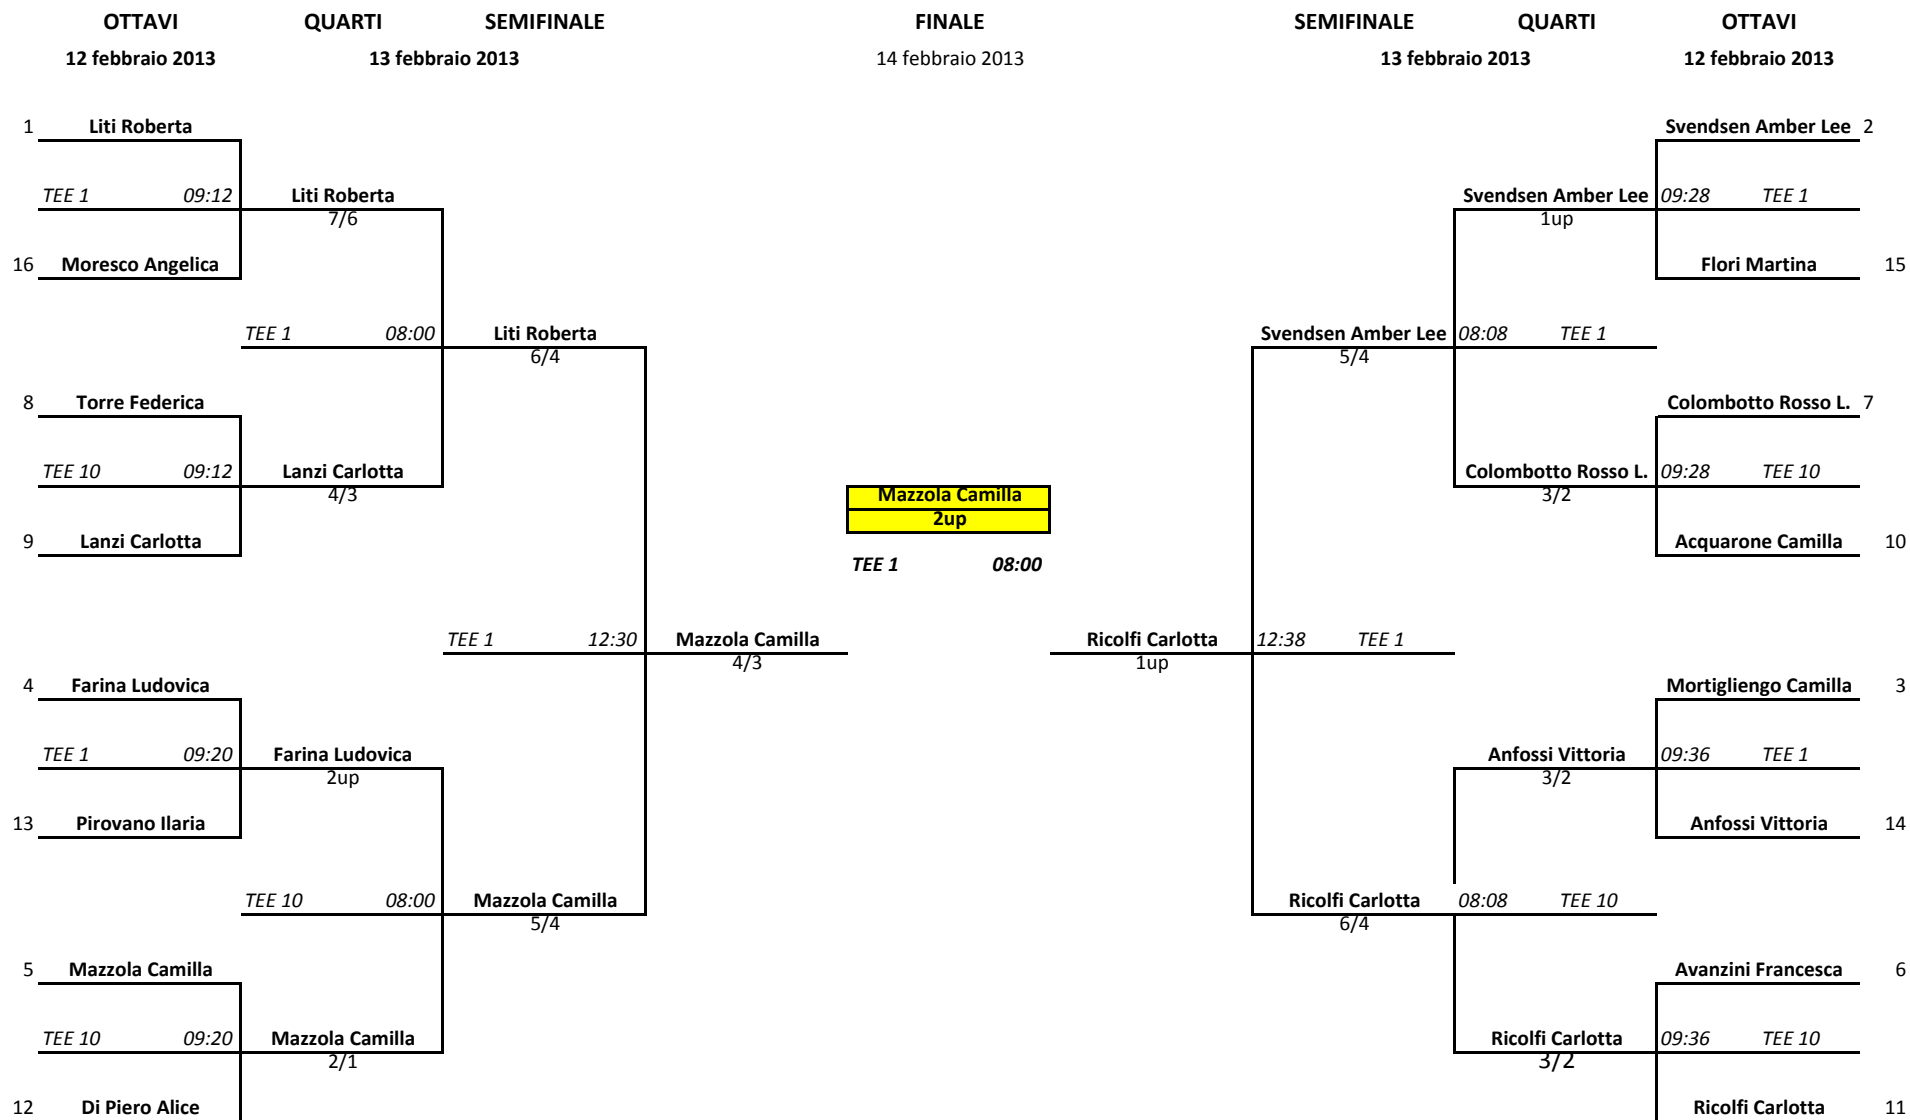 OTTAVI QUARTI SEMIFINALE FINALE SEMIFINALE QUARTI OTTAVI
12 febbraio 2013 13 febbraio 2013 14 febbraio 2013 13 febbraio 2013 12 febbraio 2013
1 Liti Roberta Svendsen Amber Lee 2
TEE 1 09:12 Liti Roberta Svendsen Amber Lee 09:28 TEE 1
7/6 1up
16 Moresco Angelica Flori Martina 15
TEE 1 08:00 Liti Roberta Svendsen Amber Lee 08:08 TEE 1
6/4 5/4
8 Torre Federica Colombotto Rosso L. 7
TEE 10 09:12 Lanzi Carlotta Colombotto Rosso L. 09:28 TEE 10
4/3 3/2
Mazzola Camilla
2up
9 Lanzi Carlotta Acquarone Camilla 10
TEE 1 08:00
TEE 1 12:30 Mazzola Camilla Ricolfi Carlotta 12:38 TEE 1
4/3 1up
4 Farina Ludovica Mortigliengo Camilla 3
TEE 1 09:20 Farina Ludovica Anfossi Vittoria 09:36 TEE 1
2up 3/2
13 Pirovano Ilaria Anfossi Vittoria 14
TEE 10 08:00 Mazzola Camilla Ricolfi Carlotta 08:08 TEE 10
5/4 6/4
5 Mazzola Camilla Avanzini Francesca 6
TEE 10 09:20 Mazzola Camilla Ricolfi Carlotta 09:36 TEE 10
2/1 3/2
12 Di Piero Alice Ricolfi Carlotta 11